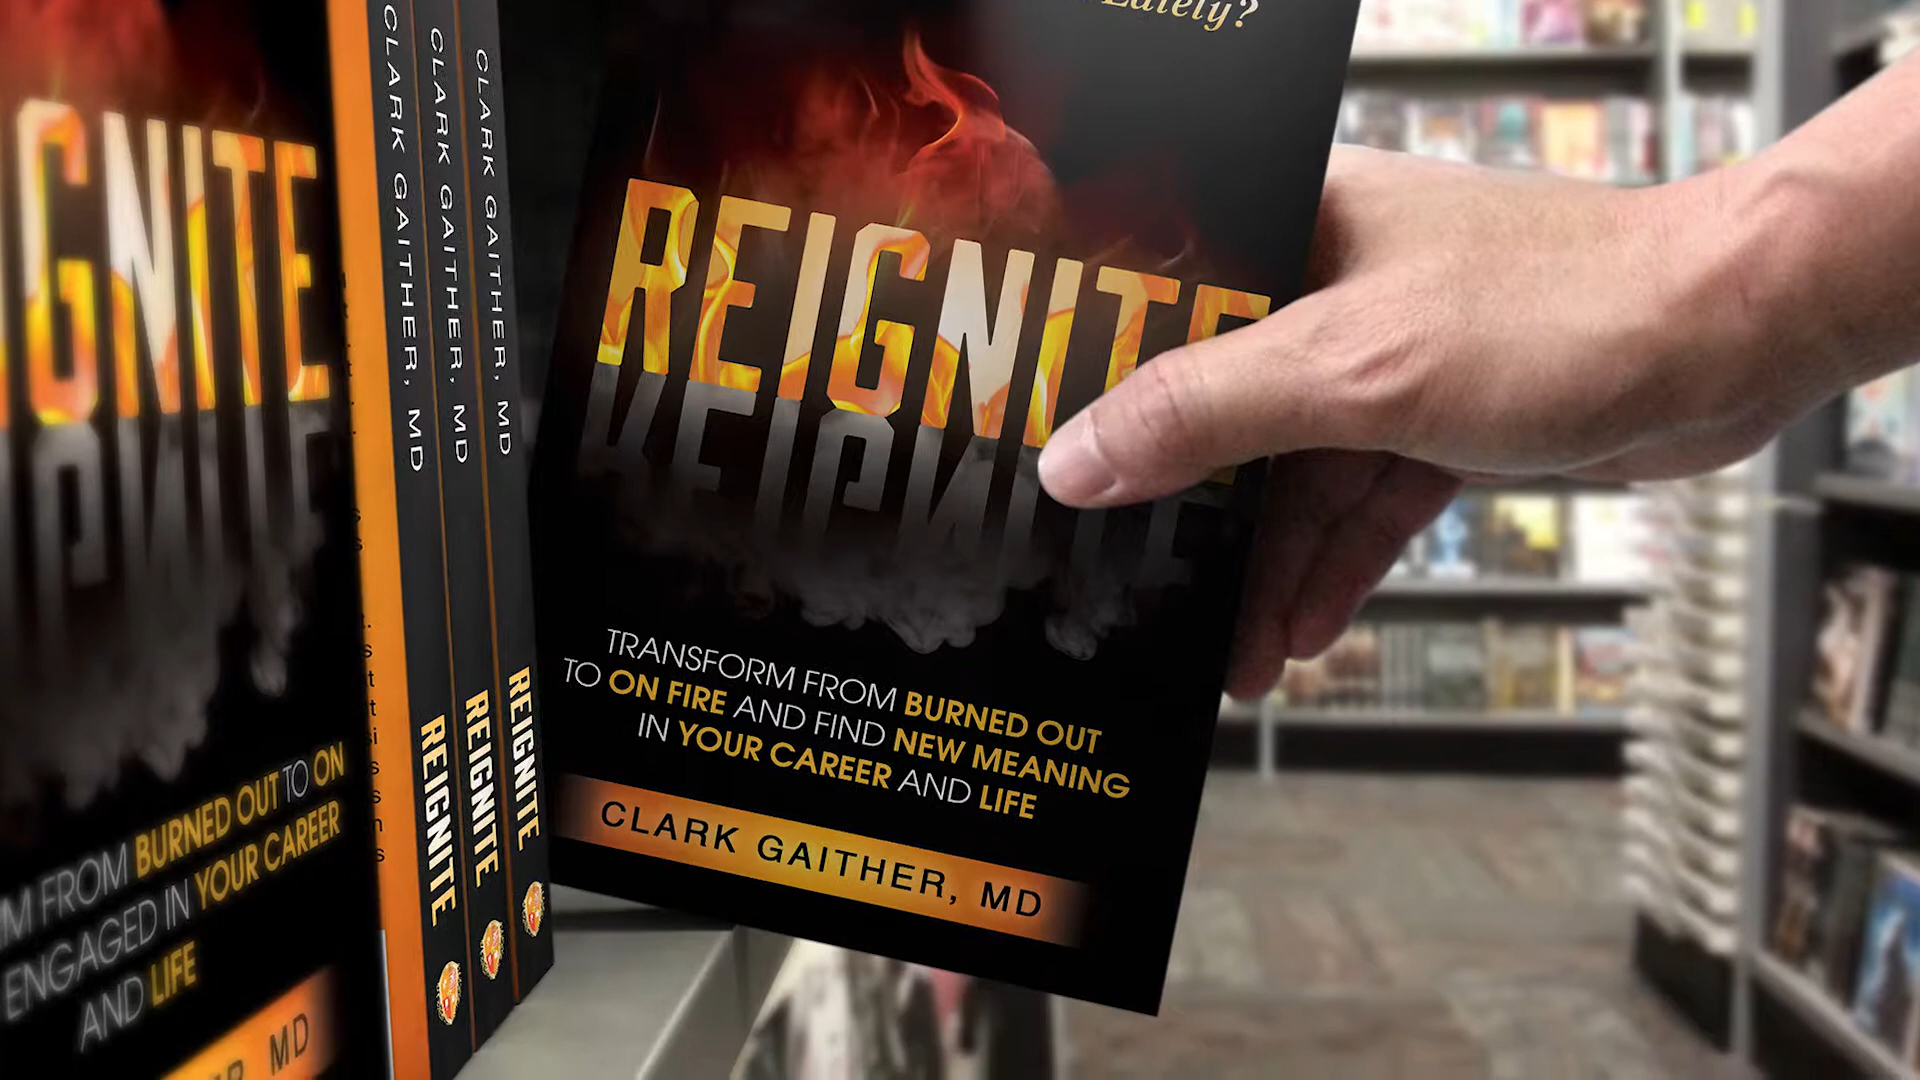 Lately?
REIGNITE
TRANSFORM FROM BURNED OUT
TO ON FIRE AND FIND NEW MEANING
IN YOUR CAREER AND LIFE
CLARK GAITHER, MD
CLARK GAITHER, MD REIGNITE
CLARK GAITHER, MD REIGNITE
CLARK GAITHER, MD REIGNITE
IGNITE
M FROM BURNED OUT TO ON
ENGAGED IN YOUR CAREER
AND LIFE
MD